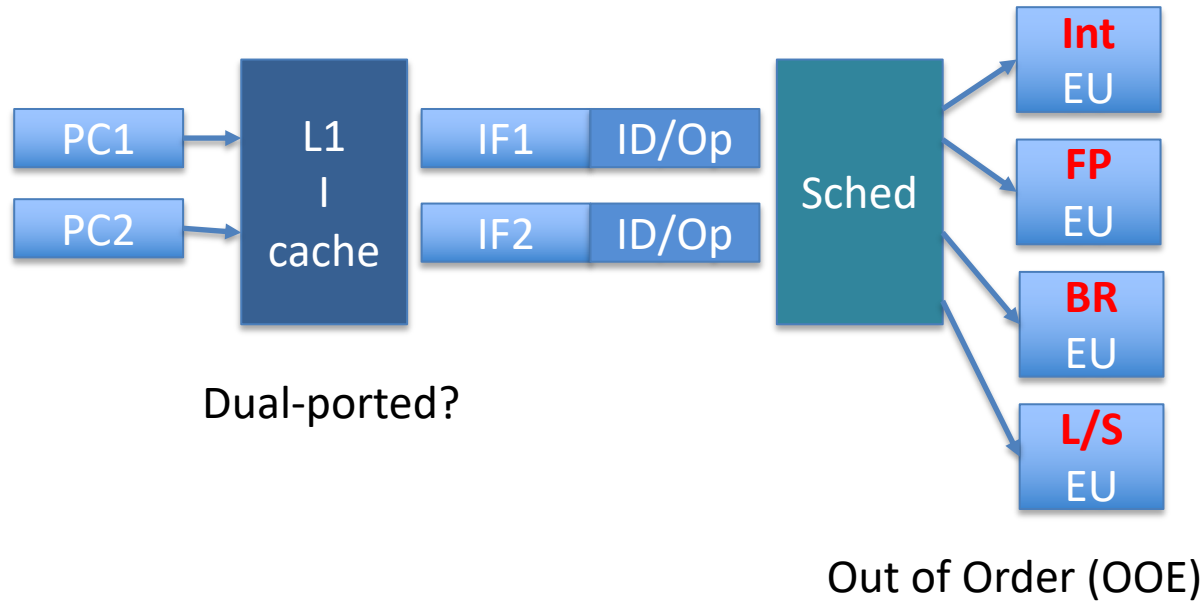 PC1
PC2
L1
I
cache
IF1
ID/Op
IF2
ID/Op
Sched
Int
EU
FP
EU
BR
EU
L/S
EU
Dual-ported?
Out of Order (OOE)